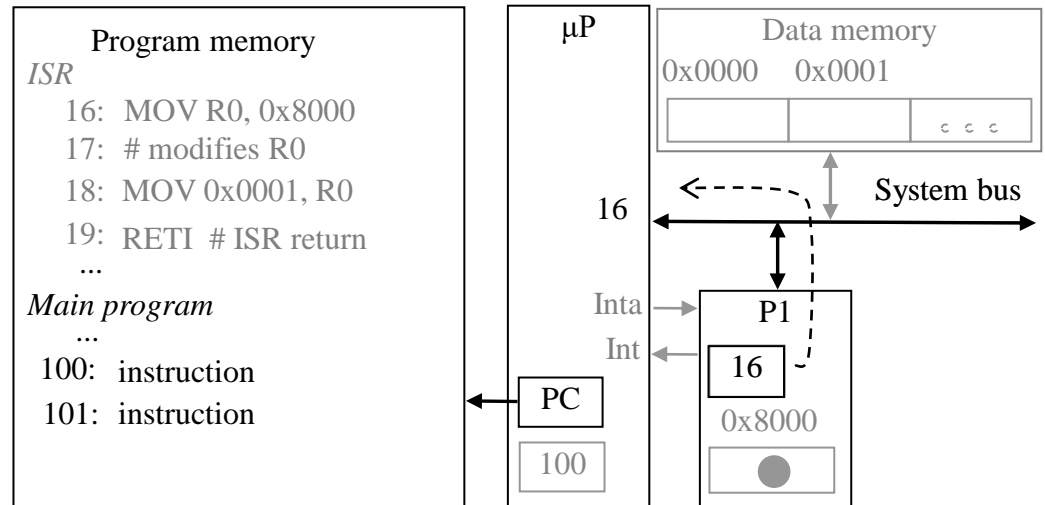 Program memory
ISR
16: MOV R0, 0x8000
17: # modifies R0
18: MOV 0x0001, R0
19: RETI # ISR return
...
Main program
...
100: instruction
101: instruction
μP
16
Inta
Int
PC
100
Data memory
0x0000 0x0001
System bus
P1
16
0x8000